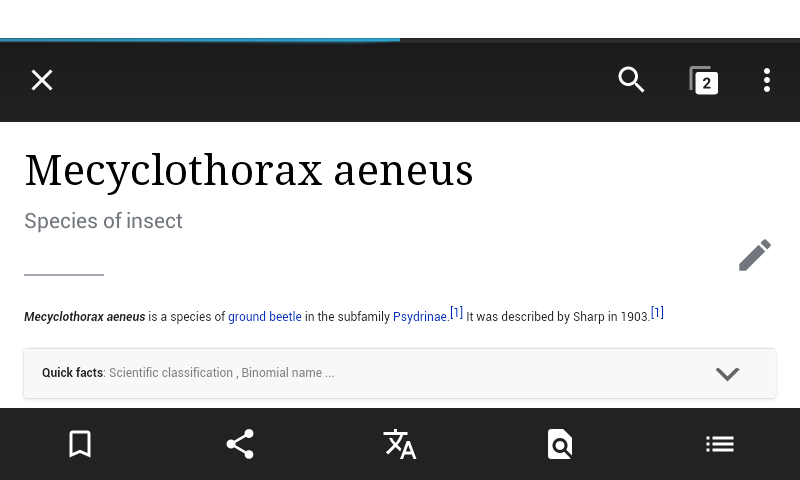 2
Mecyclothorax aeneus
Species of insect
Mecyclothorax aeneus is a species of ground beetle in the subfamily Psydrinae.[1] It was described by Sharp in 1903.[1]
Quick facts: Scientific classification , Binomial name ...